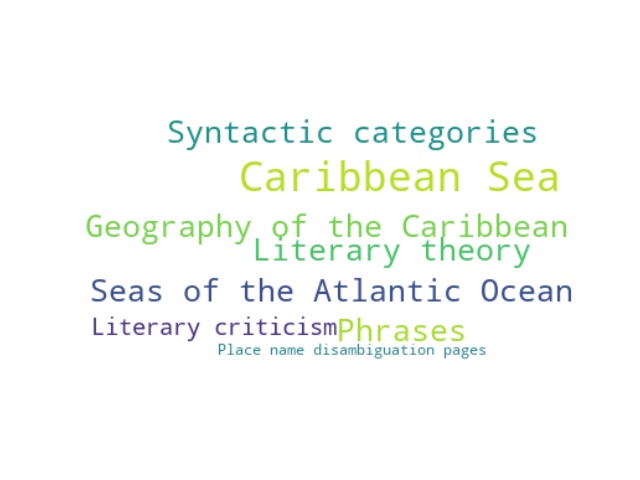 Syntactic categories
Caribbean Sea
Geography of the Caribbean
Literary theory
Seas of the Atlantic Ocean
Literary criticism
Phrases
Place name disambiguation pages